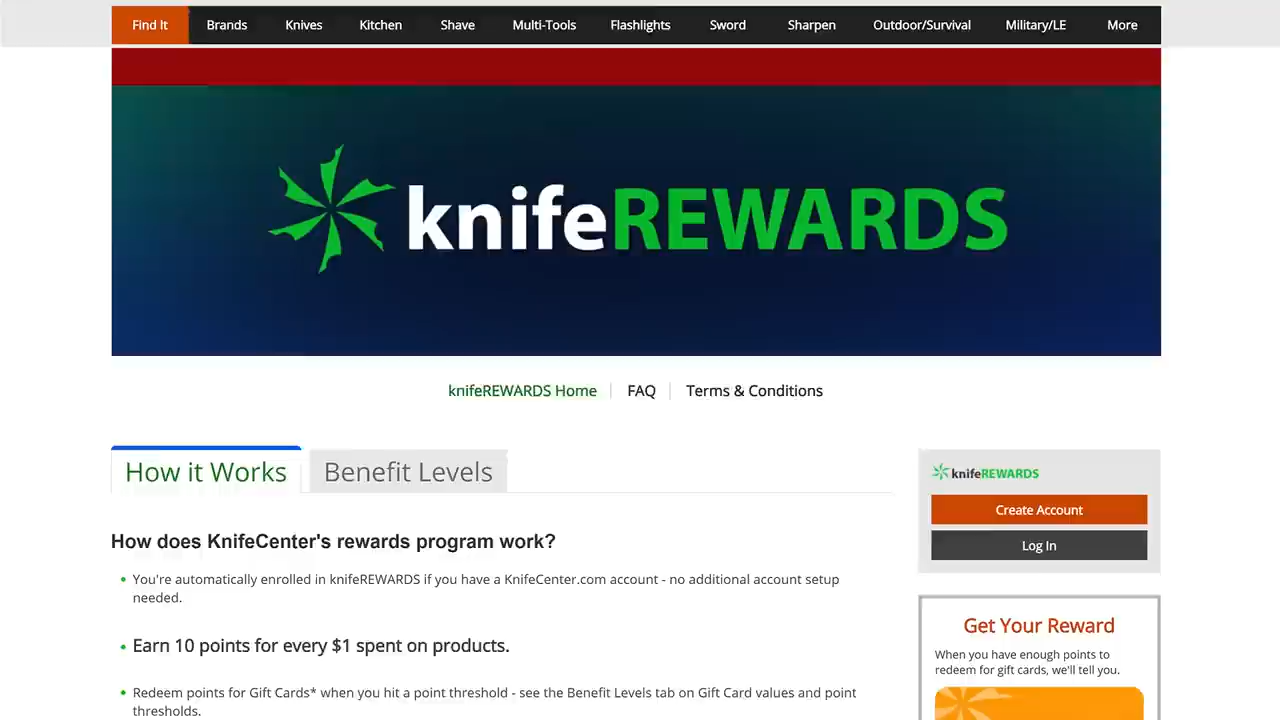 Find It Brands Knives Kitchen Shave Multi-Tools Flashlights Sword Sharpen Outdoor/Survival Military/LE More
knifeREWARDS
knifeREWARDS Home FAQ Terms & Conditions
How it Works Benefit Levels
How does KnifeCenter's rewards program work?
• You're automatically enrolled in knifeREWARDS if you have a KnifeCenter.com account - no additional account setup
needed.
• Earn 10 points for every $1 spent on products.
• Redeem points for Gift Cards* when you hit a point threshold - see the Benefit Levels tab on Gift Card values and point
thresholds.
knifeREWARDS
Create Account
Log In
Get Your Reward
When you have enough points to
redeem for gift cards, we'll tell you.